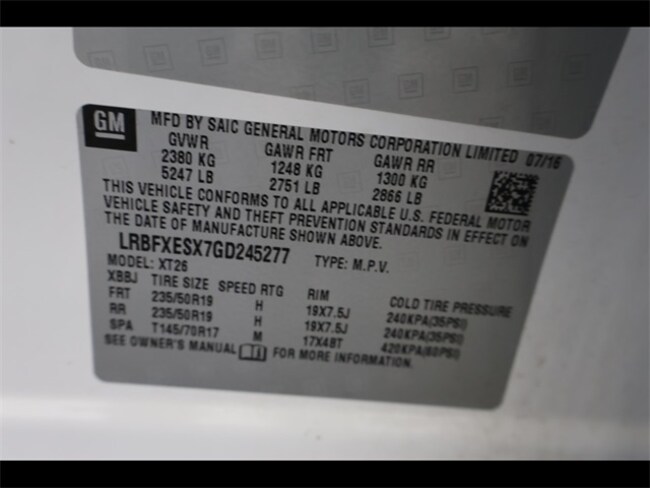 GM
MFD BY SAIC GENERAL MOTORS CORPORATION LIMITED 07/16
GVWR GAWR FRT GAWR RR
2380 KG 1248 KG 1300 KG
5247 LB 2751 LB 2866 LB
THIS VEHICLE CONFORMS TO ALL APPLICABLE U.S. FEDERAL MOTOR
VEHICLE SAFETY AND THEFT PREVENTION STANDARDS IN EFFECT ON
THE DATE OF MANUFACTURE SHOWN ABOVE.
LRBFXESX7GD245277 TYPE: M.P.V.
MODEL: XT26
XBBJ TIRE SIZE SPEED RTG RIM COLD TIRE PRESSURE
FRT 235/50R19 H 19X7.5J 240KPA(35PSI)
RR 235/50R19 H 19X7.5J 240KPA(35PSI)
SPA T145/70R17 M 17X4BT 420KPA(60PSI)
SEE OWNER'S MANUAL FOR MORE INFORMATION.